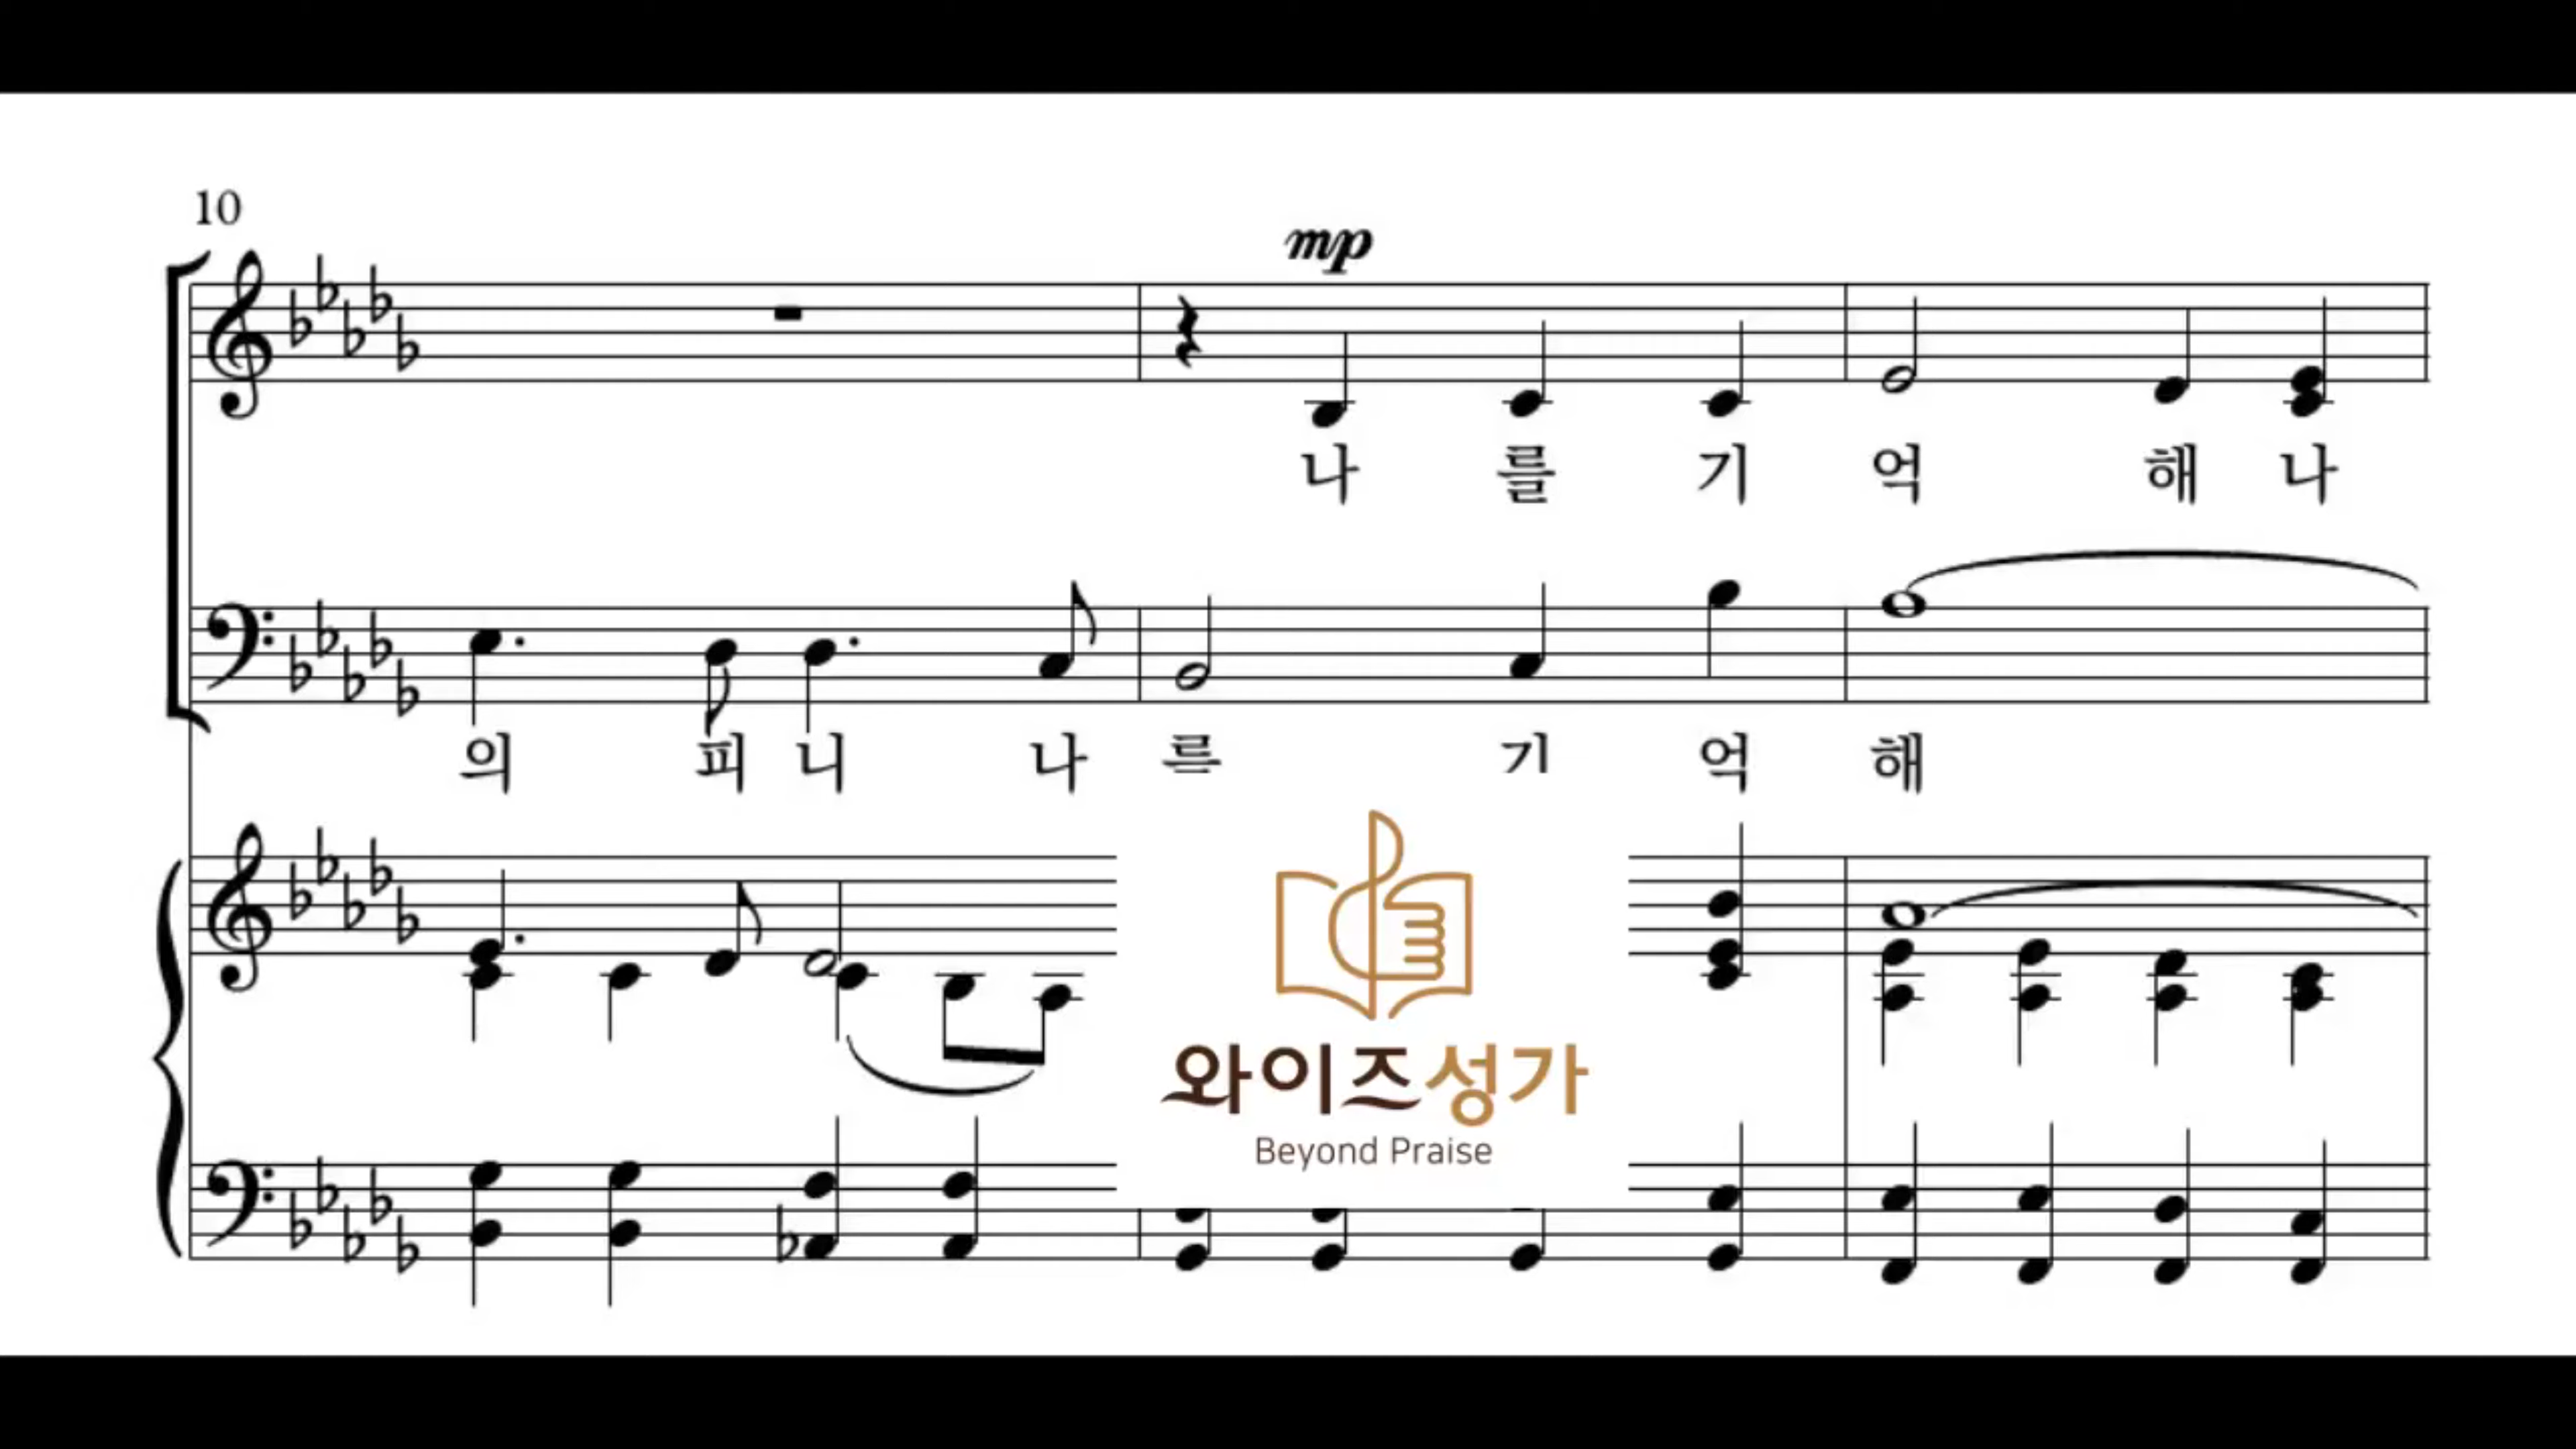 10
mp
나 를 기 억 해 나
의 피 니 나 르 기 억 해
와이즈성가
Beyond Praise